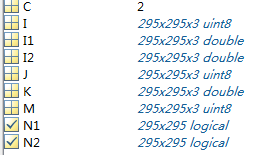 C 2
I 295x295x3 uint8
I1 295x295x3 double
I2 295x295x3 double
J 295x295x3 uint8
K 295x295x3 double
M 295x295x3 uint8
N1 295x295 logical
N2 295x295 logical